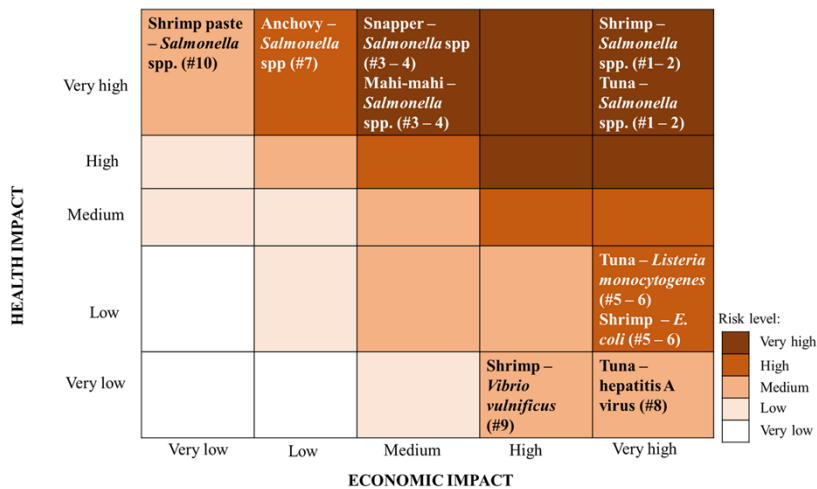 Shrimp paste
– Salmonella
spp. (#10)
Anchovy –
Salmonella
spp (#7)
Snapper –
Salmonella spp
(#3 – 4)
Mahi-mahi –
Salmonella
spp. (#3 – 4)
Shrimp –
Salmonella
spp. (#1– 2)
Tuna –
Salmonella
spp. (#1 – 2)
Very high
High
Medium
HEALTH IMPACT
Low
Tuna – Listeria
monocytogenes
(#5 – 6)
Shrimp – E.
coli (#5 – 6)
Very low
Shrimp –
Vibrio
vulnificus
(#9)
Tuna –
hepatitis A
virus (#8)
Risk level:
Very high
High
Medium
Low
Very low
Very low
Low
Medium
High
Very high
ECONOMIC IMPACT